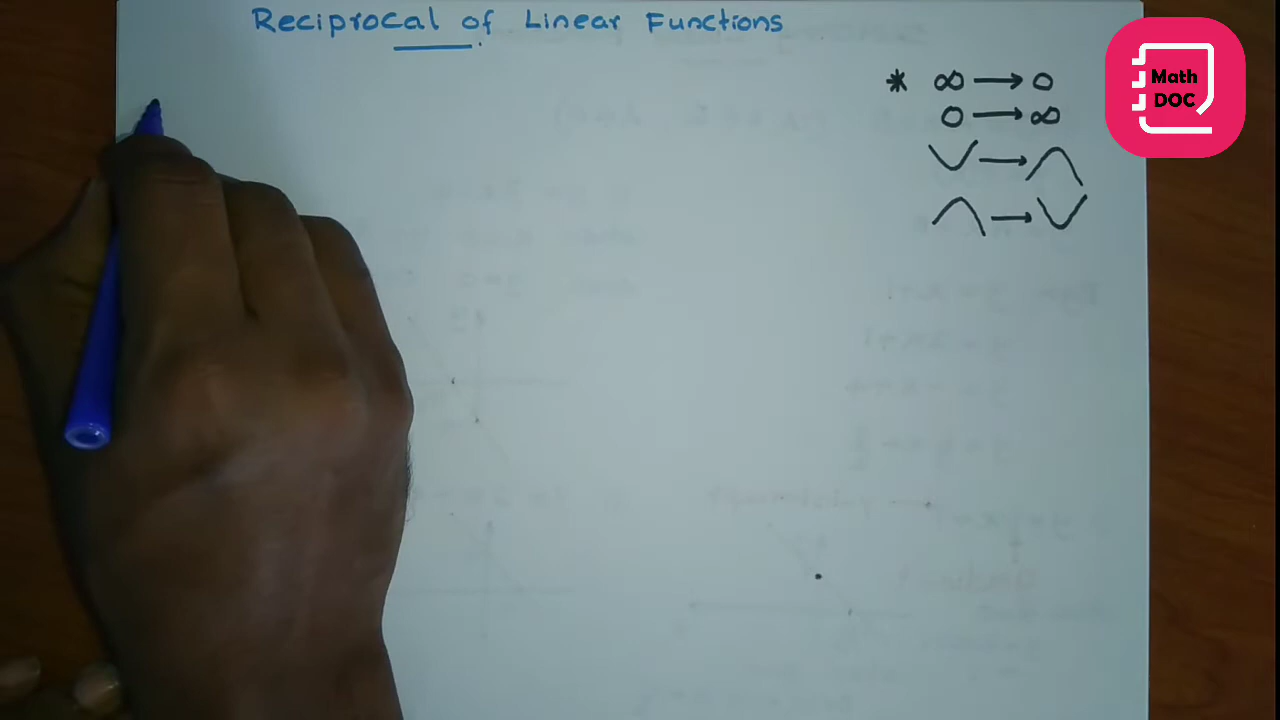 Reciprocal of Linear Functions
* ∞ → 0
0 → ∞
Math
DOC